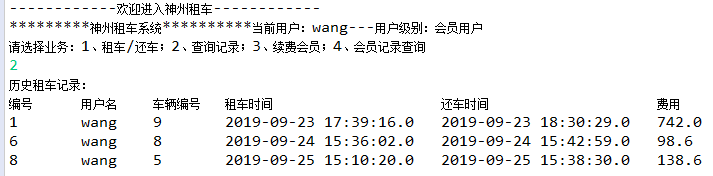 ------------欢迎进入神州租车------------
*********神州租车系统**********当前用户：wang---用户级别：会员用户
请选择业务：1、租车/还车；2、查询记录；3、续费会员；4、会员记录查询
2
历史租车记录：
编号 用户名 车辆编号 租车时间 还车时间 费用
1 wang 9 2019-09-23 17:39:16.0 2019-09-23 18:30:29.0 742.0
6 wang 8 2019-09-24 15:36:02.0 2019-09-24 15:42:59.0 98.6
8 wang 5 2019-09-25 15:10:20.0 2019-09-25 15:38:30.0 138.6